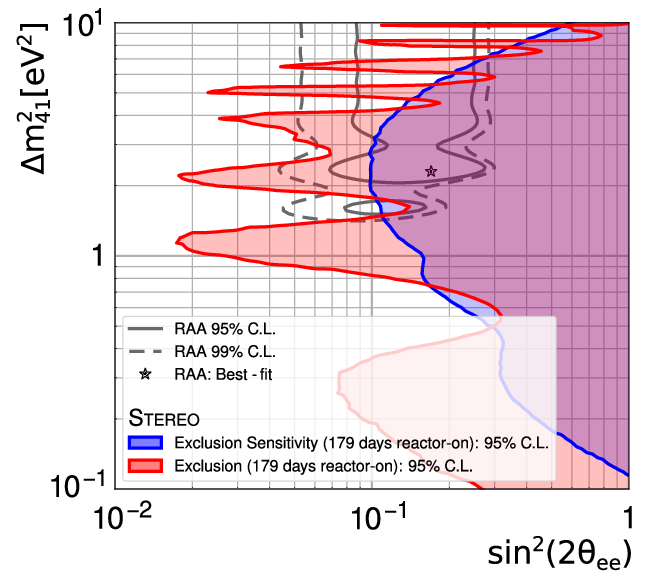 10¹
Δm²₄₁[eV²]
1
RAA 95% C.L.
RAA 99% C.L.
RAA: Best - fit
STEREO
Exclusion Sensitivity (179 days reactor-on): 95% C.L.
Exclusion (179 days reactor-on): 95% C.L.
10⁻¹
10⁻² 10⁻¹ 1
sin²(2θₑₑ)